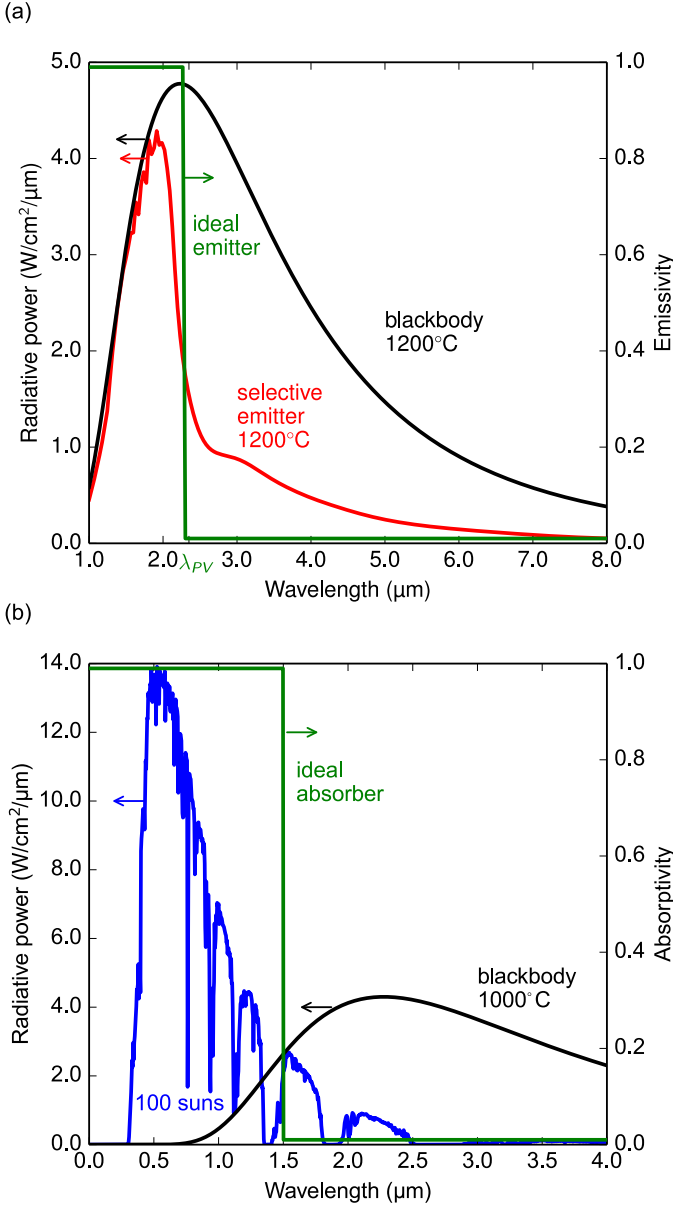 (a)
5.0
4.0
3.0
2.0
1.0
0.0
Radiative power (W/cm²/μm)
1.0
0.8
0.6
0.4
0.2
0.0
Emissivity
ideal
emitter
blackbody
1200°C
selective
emitter
1200°C
1.0 2.0 λPV 3.0 4.0 5.0 6.0 7.0 8.0
Wavelength (μm)
(b)
14.0
12.0
10.0
8.0
6.0
4.0
2.0
0.0
Radiative power (W/cm²/μm)
1.0
0.8
0.6
0.4
0.2
0.0
Absorptivity
ideal
absorber
blackbody
1000°C
100 suns
0.0 0.5 1.0 1.5 2.0 2.5 3.0 3.5 4.0
Wavelength (μm)